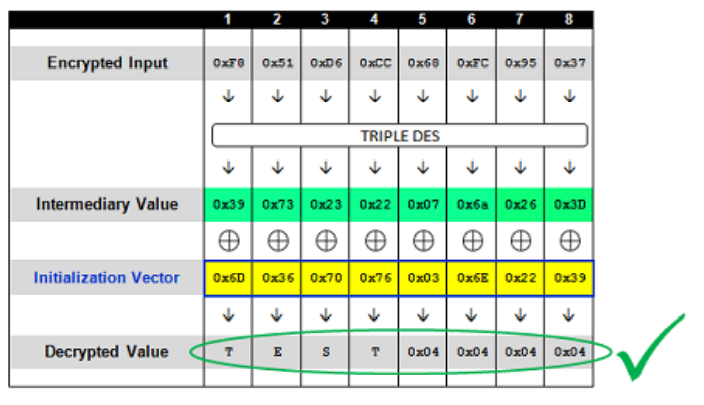 1 2 3 4 5 6 7 8
Encrypted Input 0xF8 0x51 0xD6 0xCC 0x68 0xFC 0x95 0x37
TRIPLE DES
Intermediary Value 0x39 0x73 0x23 0x22 0x07 0x6a 0x26 0x3D
Initialization Vector 0x6D 0x36 0x70 0x76 0x03 0x6E 0x22 0x39
Decrypted Value T E S T 0x04 0x04 0x04 0x04